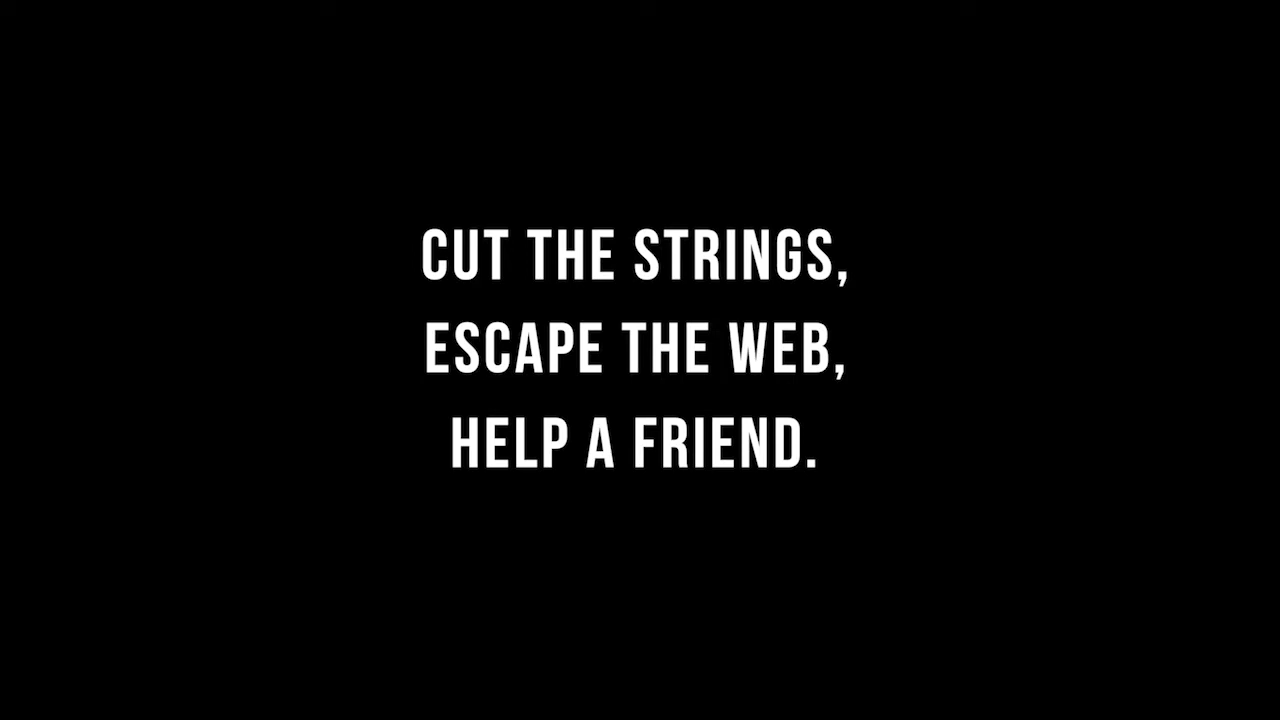 CUT THE STRINGS,
ESCAPE THE WEB,
HELP A FRIEND.